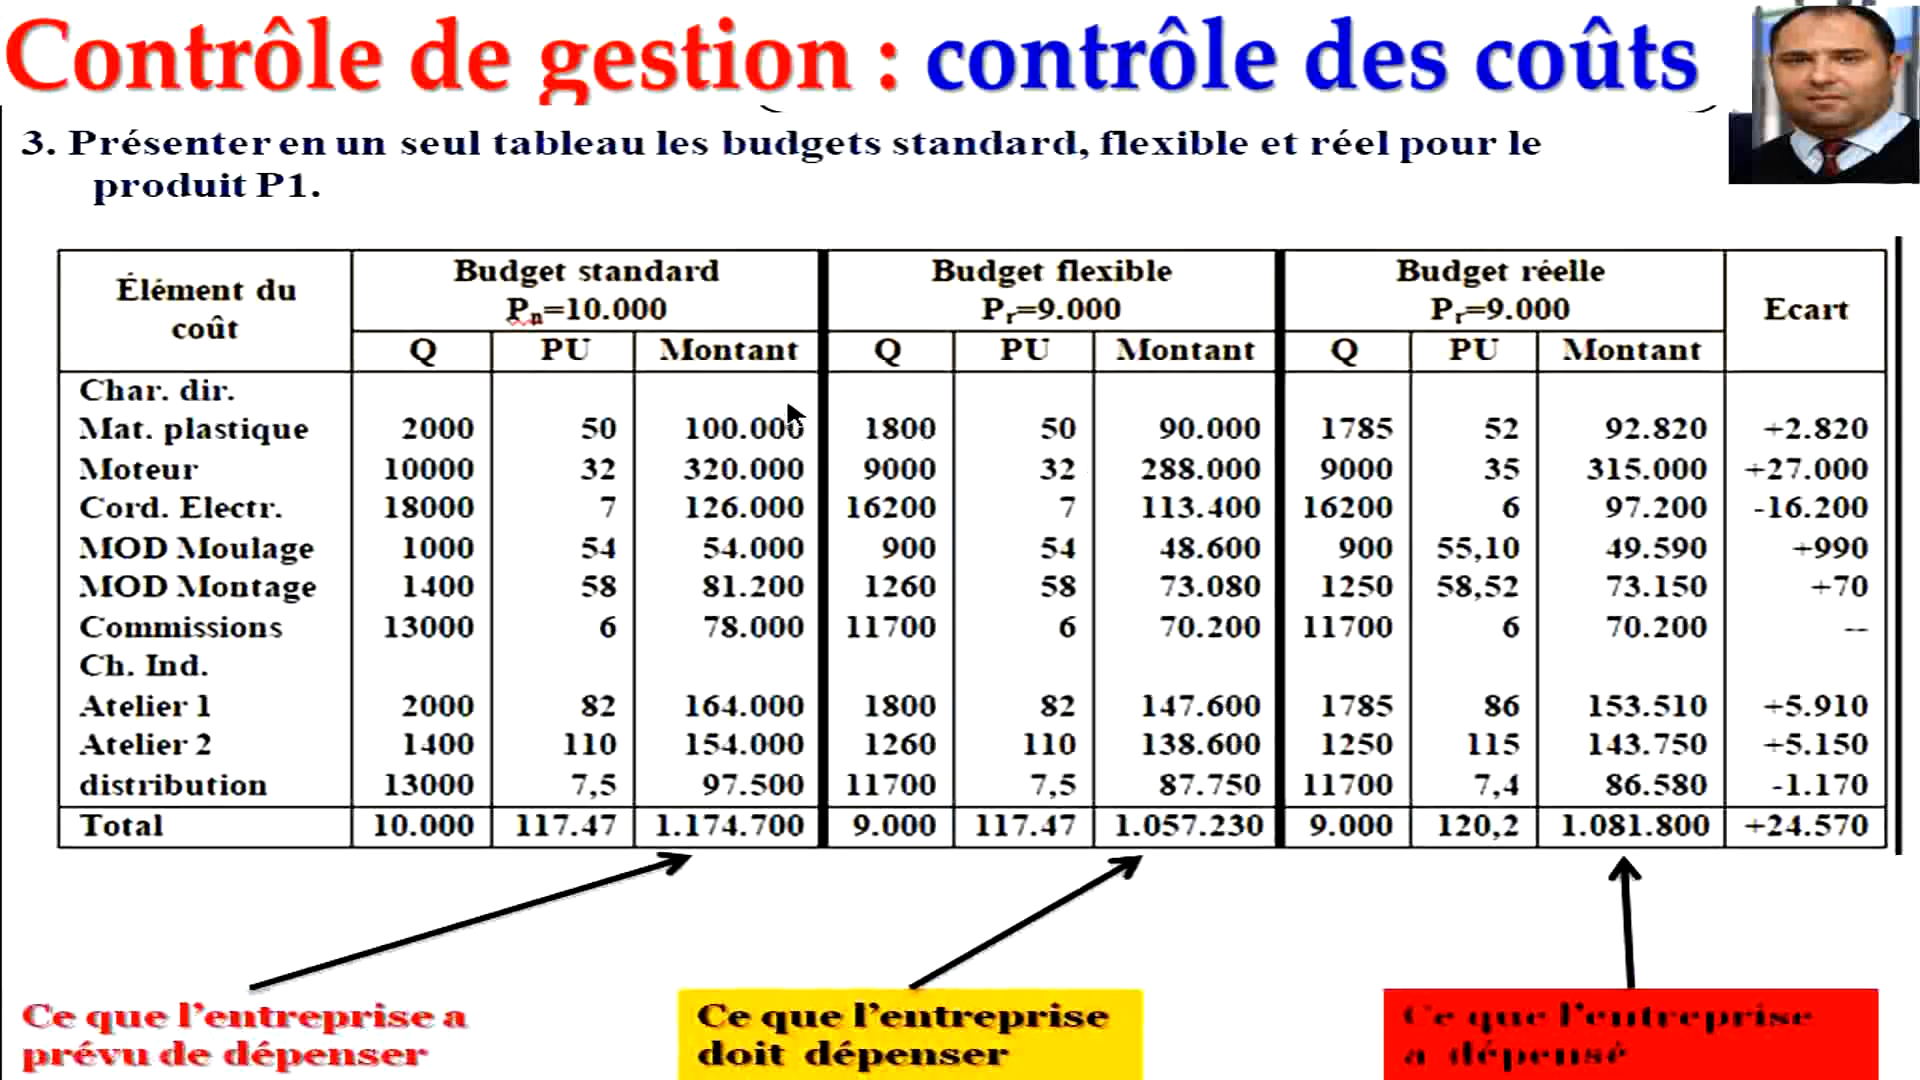 Contrôle de gestion : contrôle des coûts
3. Présenter en un seul tableau les budgets standard, flexible et réel pour le
produit P1.
Élément du coût | Budget standard Pn=10.000 | Budget flexible Pr=9.000 | Budget réelle Pr=9.000 | Ecart
Q | PU | Montant | Q | PU | Montant | Q | PU | Montant
Char. dir.
Mat. plastique | 2000 | 50 | 100.000 | 1800 | 50 | 90.000 | 1785 | 52 | 92.820 | +2.820
Moteur | 10000 | 32 | 320.000 | 9000 | 32 | 288.000 | 9000 | 35 | 315.000 | +27.000
Cord. Electr. | 18000 | 7 | 126.000 | 16200 | 7 | 113.400 | 16200 | 6 | 97.200 | -16.200
MOD Moulage | 1000 | 54 | 54.000 | 900 | 54 | 48.600 | 900 | 55,10 | 49.590 | +990
MOD Montage | 1400 | 58 | 81.200 | 1260 | 58 | 73.080 | 1250 | 58,52 | 73.150 | +70
Commissions | 13000 | 6 | 78.000 | 11700 | 6 | 70.200 | 11700 | 6 | 70.200 | --
Ch. Ind.
Atelier 1 | 2000 | 82 | 164.000 | 1800 | 82 | 147.600 | 1785 | 86 | 153.510 | +5.910
Atelier 2 | 1400 | 110 | 154.000 | 1260 | 110 | 138.600 | 1250 | 115 | 143.750 | +5.150
distribution | 13000 | 7,5 | 97.500 | 11700 | 7,5 | 87.750 | 11700 | 7,4 | 86.580 | -1.170
Total | 10.000 | 117.47 | 1.174.700 | 9.000 | 117.47 | 1.057.230 | 9.000 | 120,2 | 1.081.800 | +24.570
Ce que l'entreprise a
prévu de dépenser
Ce que l'entreprise
doit dépenser
Ce que l'entreprise
a dépensé